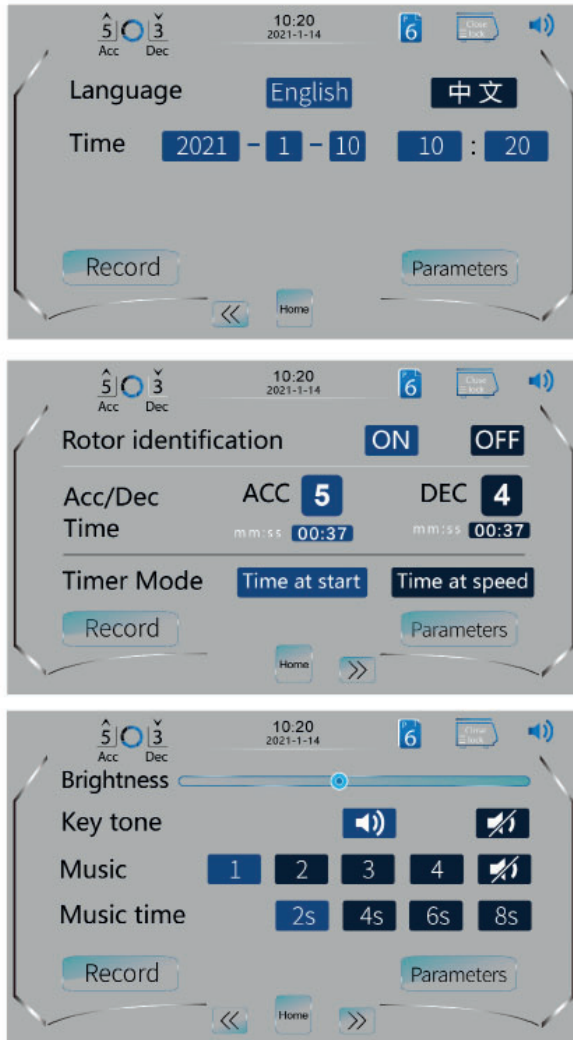 5 3 10:20 P 6 Close lock
Acc Dec 2021-1-14
Language English 中文
Time 2021 - 1 - 10 10 : 20
Record Parameters
Home
5 3 10:20 P 6 Close lock
Acc Dec 2021-1-14
Rotor identification ON OFF
Acc/Dec ACC 5 DEC 4
Time mm:ss 00:37 mm:ss 00:37
Timer Mode Time at start Time at speed
Record Parameters
Home
5 3 10:20 P 6 Close lock
Acc Dec 2021-1-14
Brightness
Key tone
Music 1 2 3 4
Music time 2s 4s 6s 8s
Record Parameters
Home